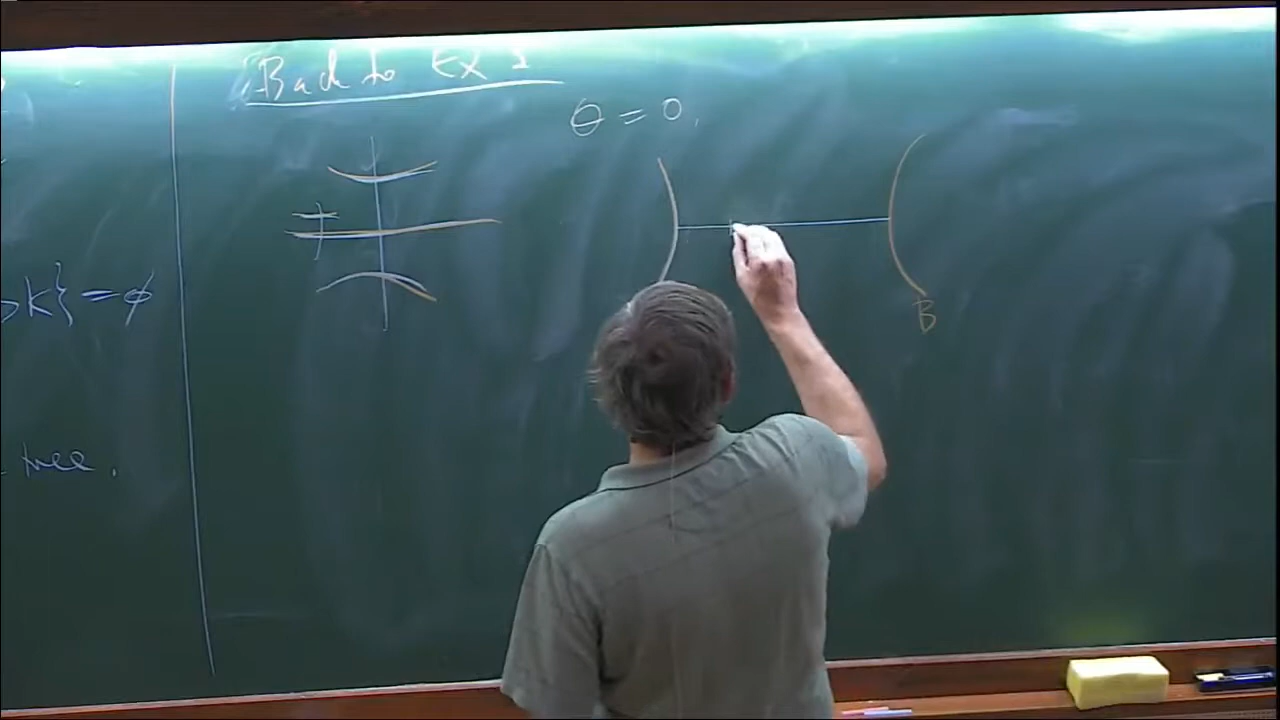 Back to Ex 1
θ = 0,
>K} = ϕ
tree.
B